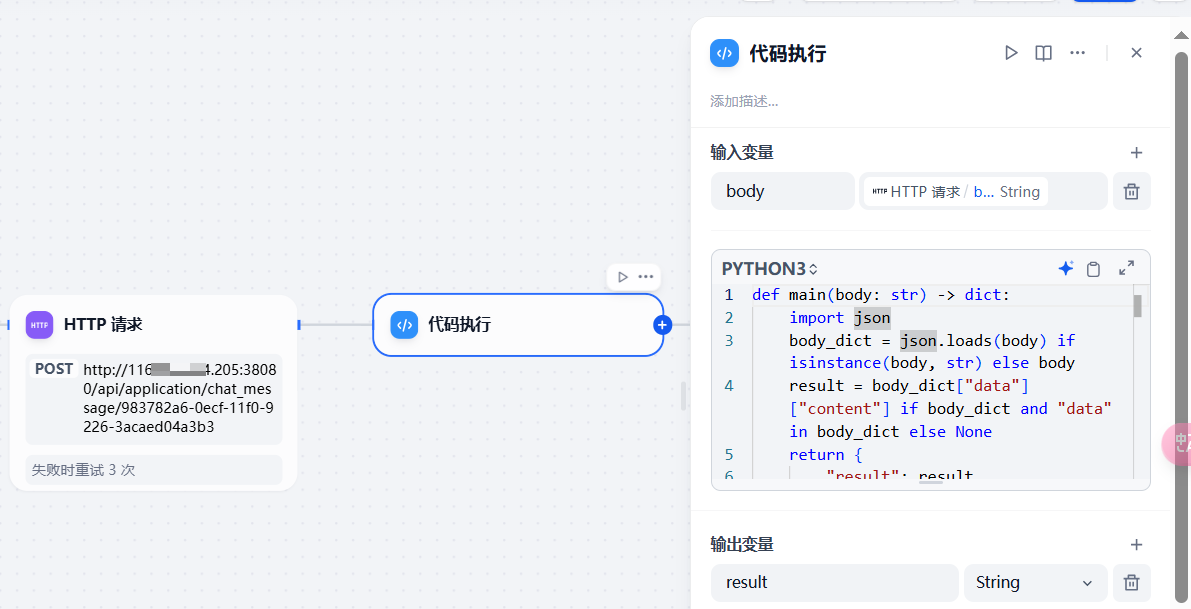 HTTP 请求
POST
http://116 4.205:3808
0/api/application/chat_mes
sage/983782a6-0ecf-11f0-9
226-3acaed04a3b3
失败时重试 3 次
代码执行
代码执行
添加描述...
输入变量
body
HTTP HTTP 请求 / b... String
PYTHON3
1 def main(body: str) -> dict:
2 import json
3 body_dict = json.loads(body) if
isinstance(body, str) else body
4 result = body_dict["data"]
["content"] if body_dict and "data"
in body_dict else None
5 return {
6 "result": result
输出变量
result
String